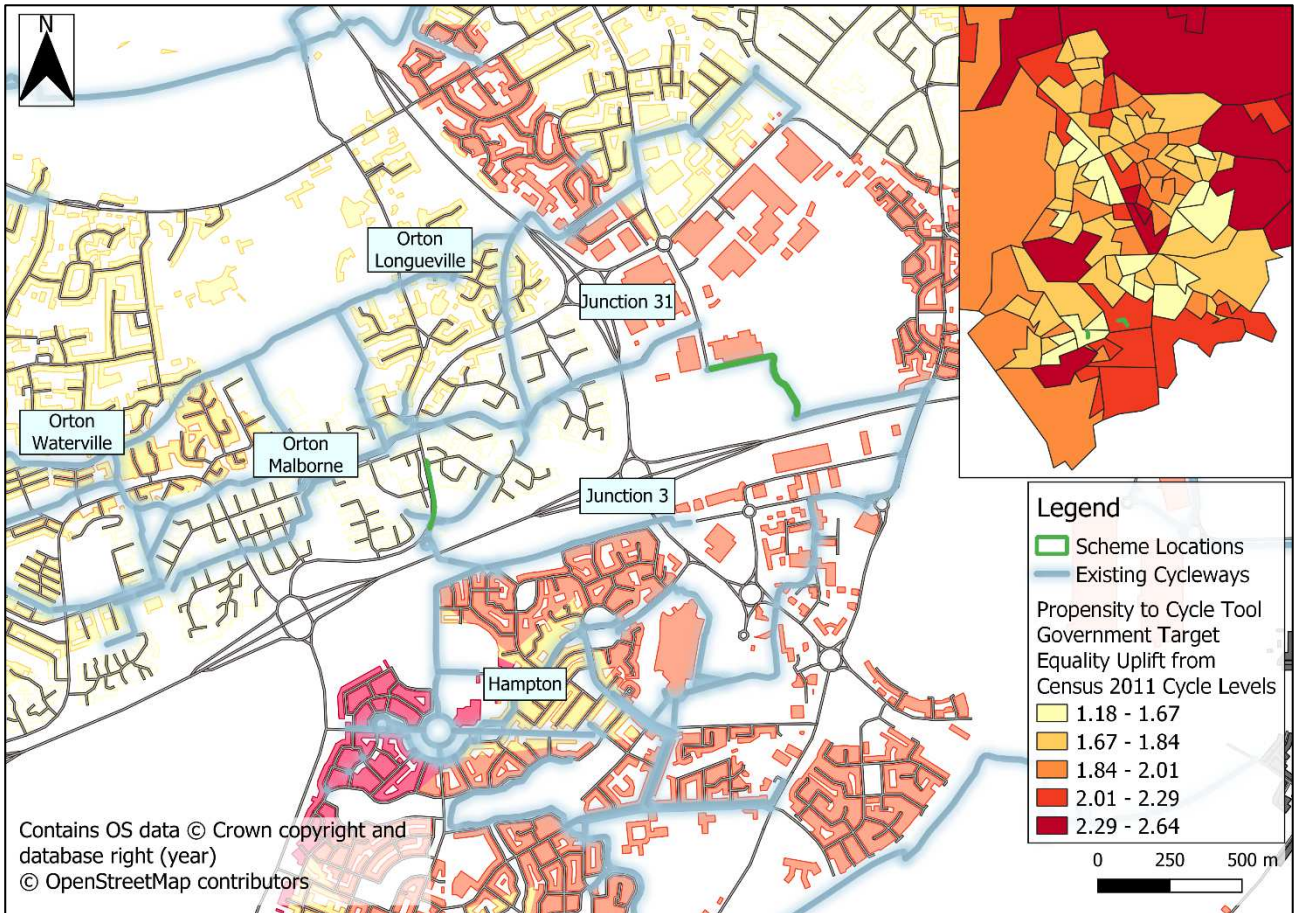 N
Orton
Longueville
Junction 31
Orton
Waterville
Orton
Malborne
Junction 3
Hampton
Legend
Scheme Locations
Existing Cycleways
Propensity to Cycle Tool
Government Target
Equality Uplift from
Census 2011 Cycle Levels
1.18 - 1.67
1.67 - 1.84
1.84 - 2.01
2.01 - 2.29
2.29 - 2.64
0 250 500 m
Contains OS data © Crown copyright and
database right (year)
© OpenStreetMap contributors